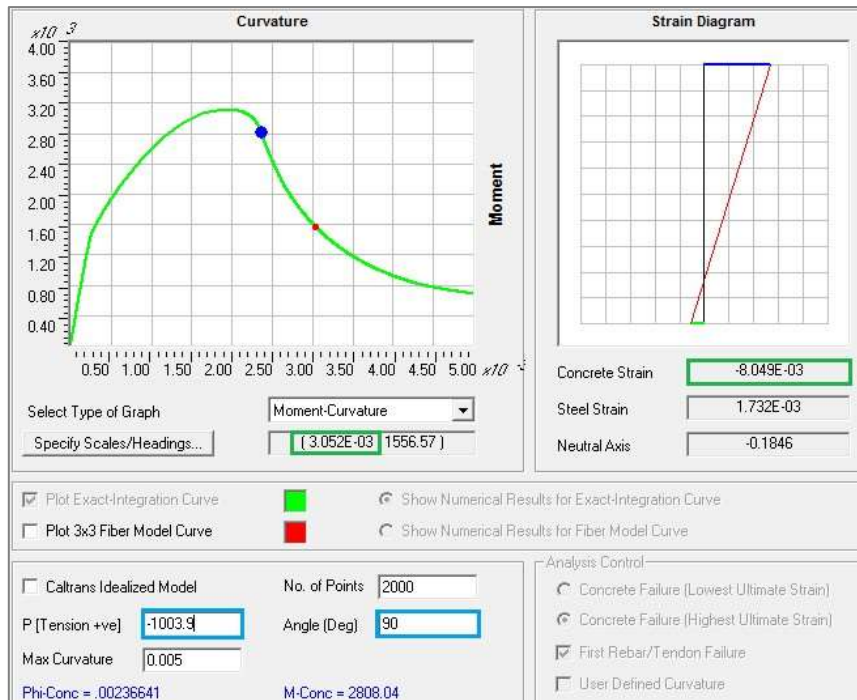 Curvature
x10 3
4.00
3.60
3.20
2.80
2.40
2.00
1.60
1.20
0.80
0.40
0.50 1.00 1.50 2.00 2.50 3.00 3.50 4.00 4.50 5.00 x10 -3
Moment
Select Type of Graph Moment-Curvature
Specify Scales/Headings... ( 3.052E-03 1556.57 )
Strain Diagram
Concrete Strain -8.049E-03
Steel Strain 1.732E-03
Neutral Axis -0.1846
Plot Exact-Integration Curve Show Numerical Results for Exact-Integration Curve
Plot 3x3 Fiber Model Curve Show Numerical Results for Fiber Model Curve
Caltrans Idealized Model No. of Points 2000
P [Tension +ve] -1003.9 Angle (Deg) 90
Max Curvature 0.005
Phi-Conc = .00236641 M-Conc = 2808.04
Analysis Control
Concrete Failure (Lowest Ultimate Strain)
Concrete Failure (Highest Ultimate Strain)
First Rebar/Tendon Failure
User Defined Curvature